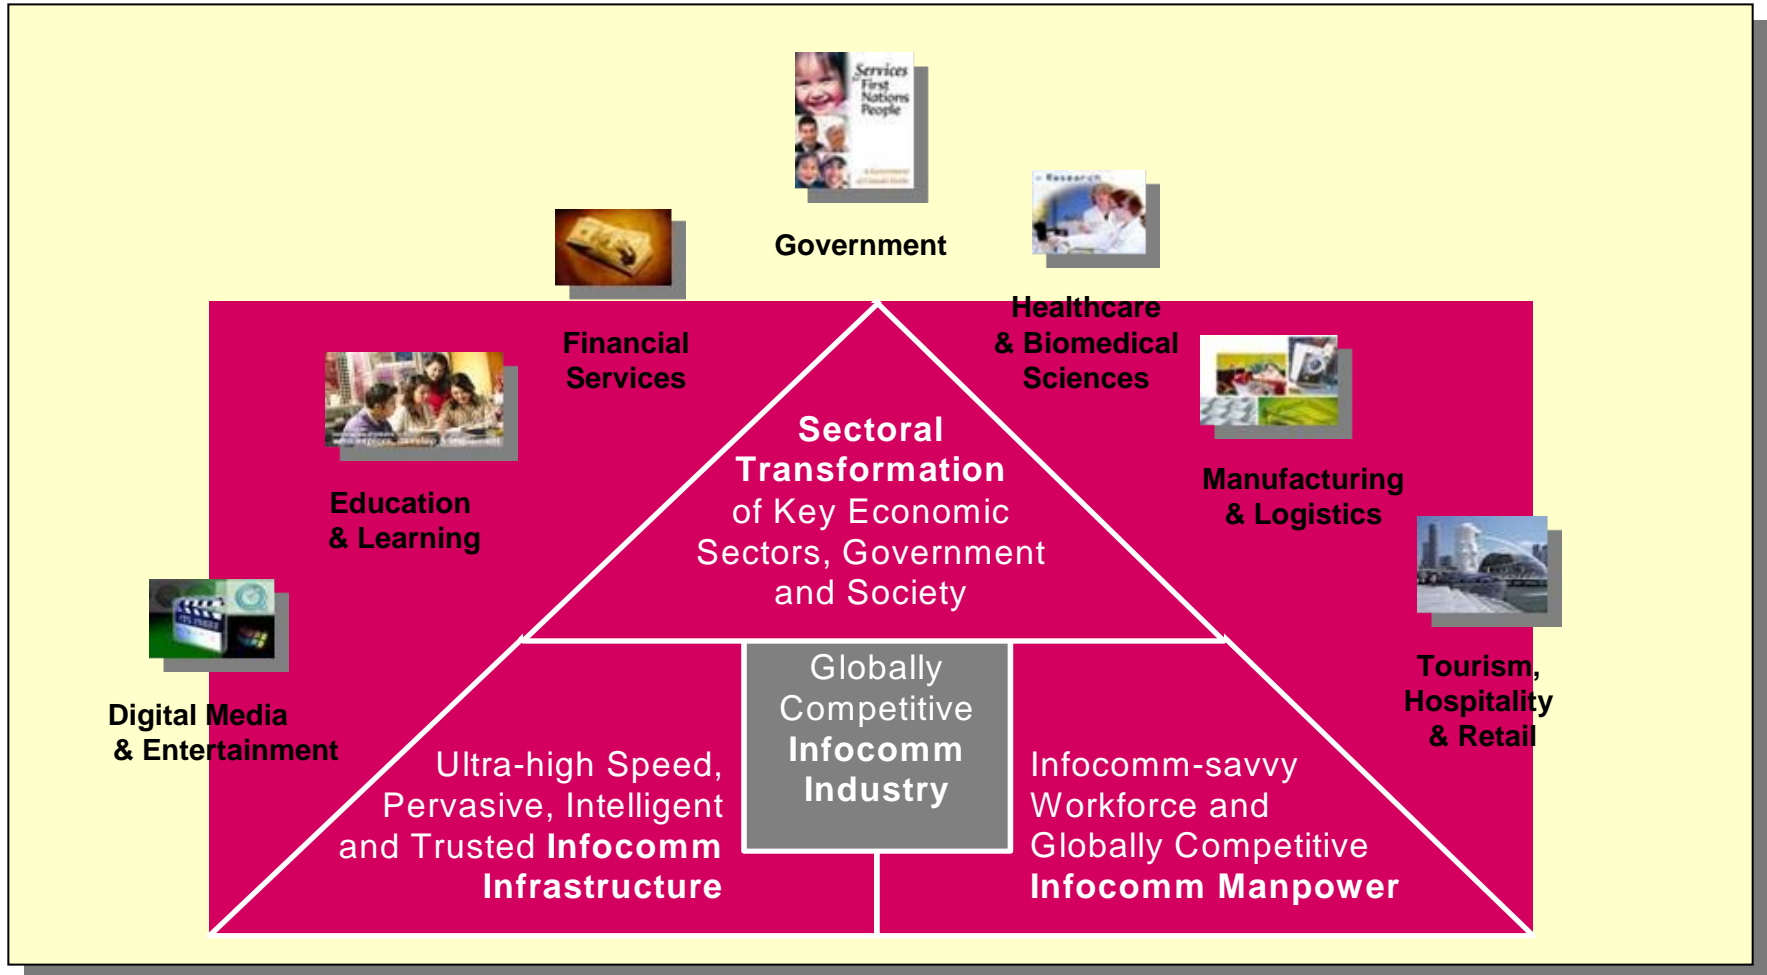 Services
to
First
Nations
People
Government
Research
Healthcare
& Biomedical
Sciences
Financial
Services
Education
& Learning
Manufacturing
& Logistics
Digital Media
& Entertainment
Tourism,
Hospitality
& Retail
Sectoral
Transformation
of Key Economic
Sectors, Government
and Society
Globally
Competitive
Infocomm
Industry
Ultra-high Speed,
Pervasive, Intelligent
and Trusted Infocomm
Infrastructure
Infocomm-savvy
Workforce and
Globally Competitive
Infocomm Manpower